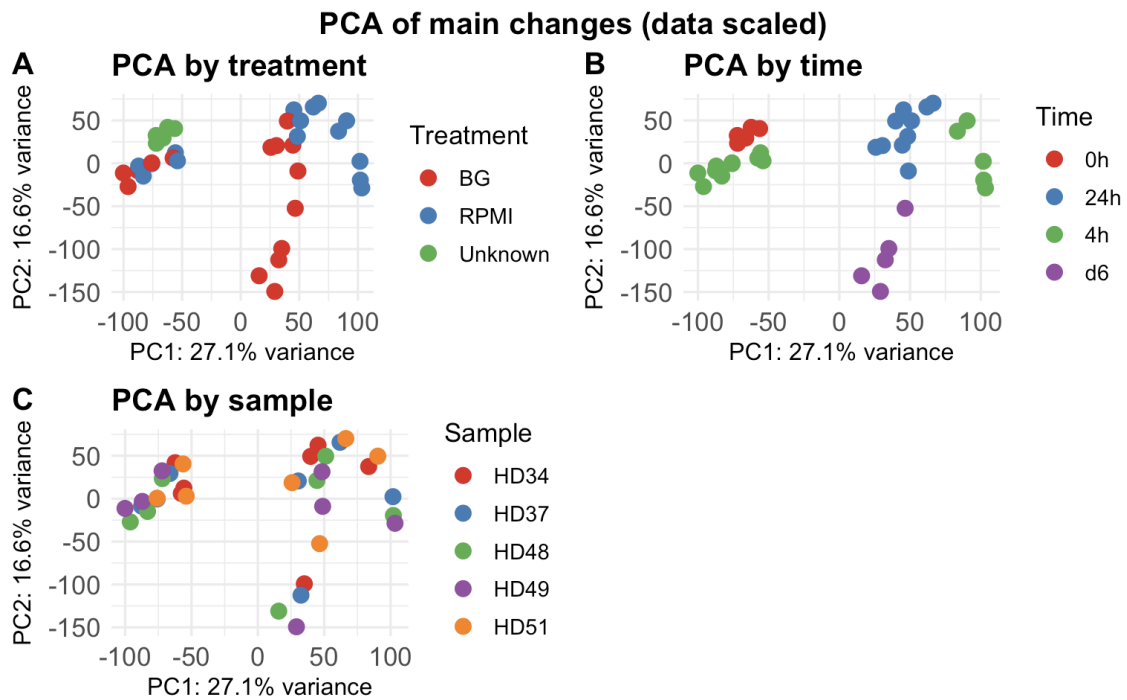 PCA of main changes (data scaled)
A
PCA by treatment
PC2: 16.6% variance
50
0
-50
-100
-150
-100
-50
0
50
100
PC1: 27.1% variance
Treatment
BG
RPMI
Unknown
B
PCA by time
PC2: 16.6% variance
50
0
-50
-100
-150
-100
-50
0
50
100
PC1: 27.1% variance
Time
0h
24h
4h
d6
C
PCA by sample
PC2: 16.6% variance
50
0
-50
-100
-150
-100
-50
0
50
100
PC1: 27.1% variance
Sample
HD34
HD37
HD48
HD49
HD51